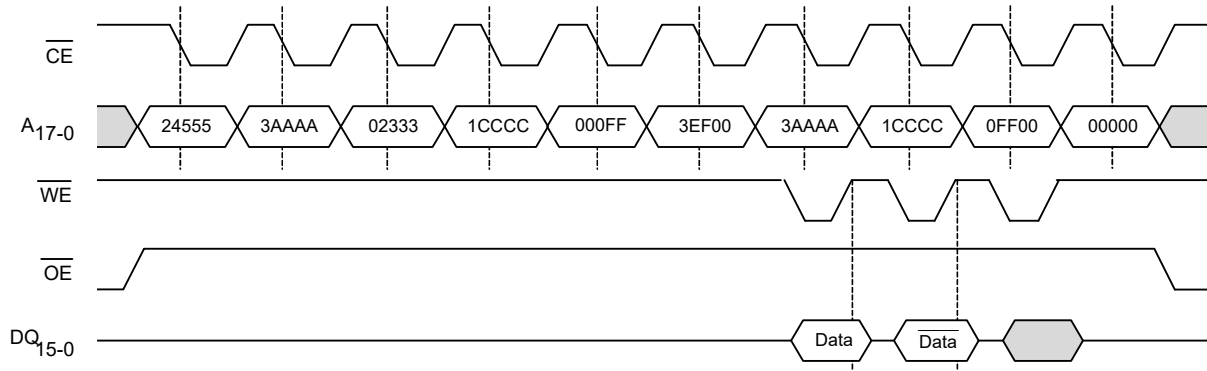 CE
A17-0 24555 3AAAA 02333 1CCCC 000FF 3EF00 3AAAA 1CCCC 0FF00 00000
WE
OE
DQ15-0 Data Data